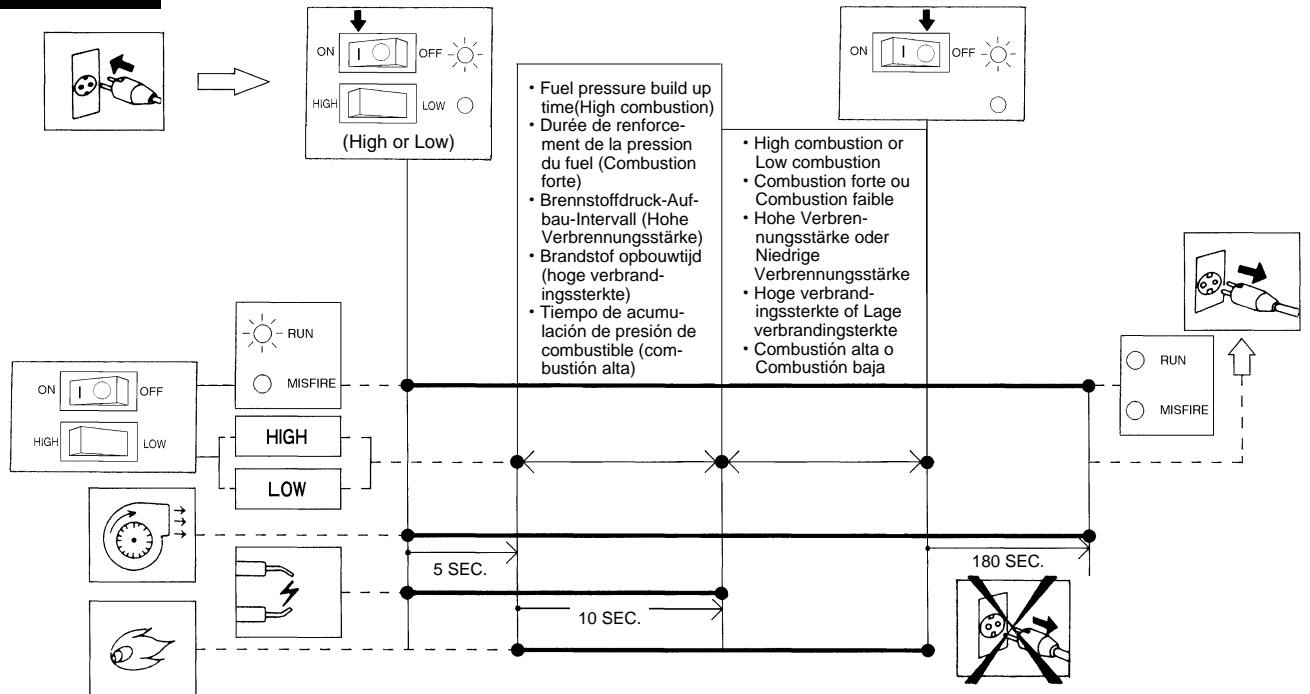 ON I OFF
HIGH LOW
(High or Low)
• Fuel pressure build up
time(High combustion)
• Durée de renforce-
ment de la pression
du fuel (Combustion
forte)
• Brennstoffdruck-Auf-
bau-Intervall (Hohe
Verbrennungsstärke)
• Brandstof opbouwtijd
(hoge verbrand-
ingssterkte)
• Tiempo de acumu-
lación de presión de
combustible (com-
bustión alta)
ON I OFF
• High combustion or
Low combustion
• Combustion forte ou
Combustion faible
• Hohe Verbren-
nungsstärke oder
Niedrige
Verbrennungsstärke
• Hoge verbrand-
ingssterkte of Lage
verbrandingsterkte
• Combustión alta o
Combustión baja
RUN
MISFIRE
ON I OFF
HIGH LOW
HIGH
LOW
RUN
MISFIRE
5 SEC.
180 SEC.
10 SEC.